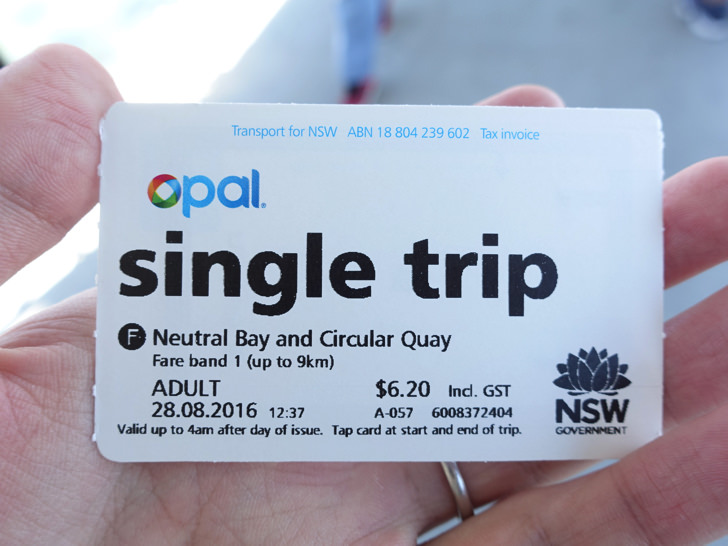 Transport for NSW ABN 18 804 239 602 Tax invoice
opal.
single trip
F Neutral Bay and Circular Quay
Fare band 1 (up to 9km)
ADULT $6.20 Incl. GST
28.08.2016 12:37 A-057 6008372404
Valid up to 4am after day of issue. Tap card at start and end of trip.
NSW
GOVERNMENT